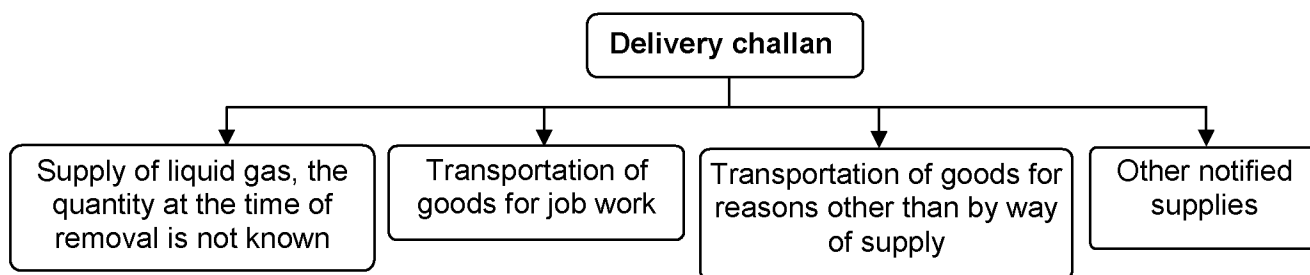 Delivery challan
Supply of liquid gas, the
quantity at the time of
removal is not known
Transportation of
goods for job work
Transportation of goods for
reasons other than by way
of supply
Other notified
supplies